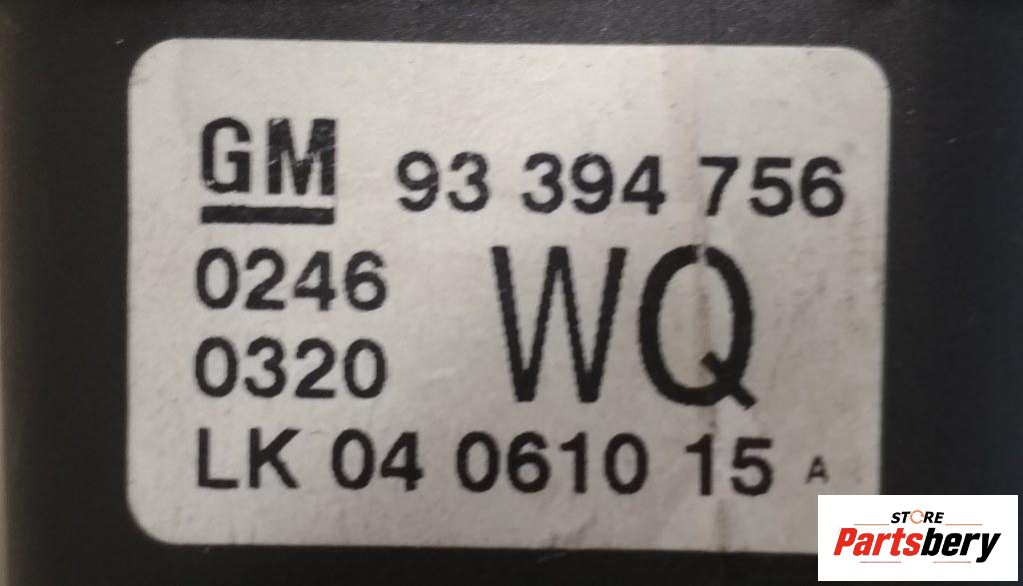 GM 93 394 756
0246 WQ
0320
LK 04 0610 15 A
STORE
Partsbery